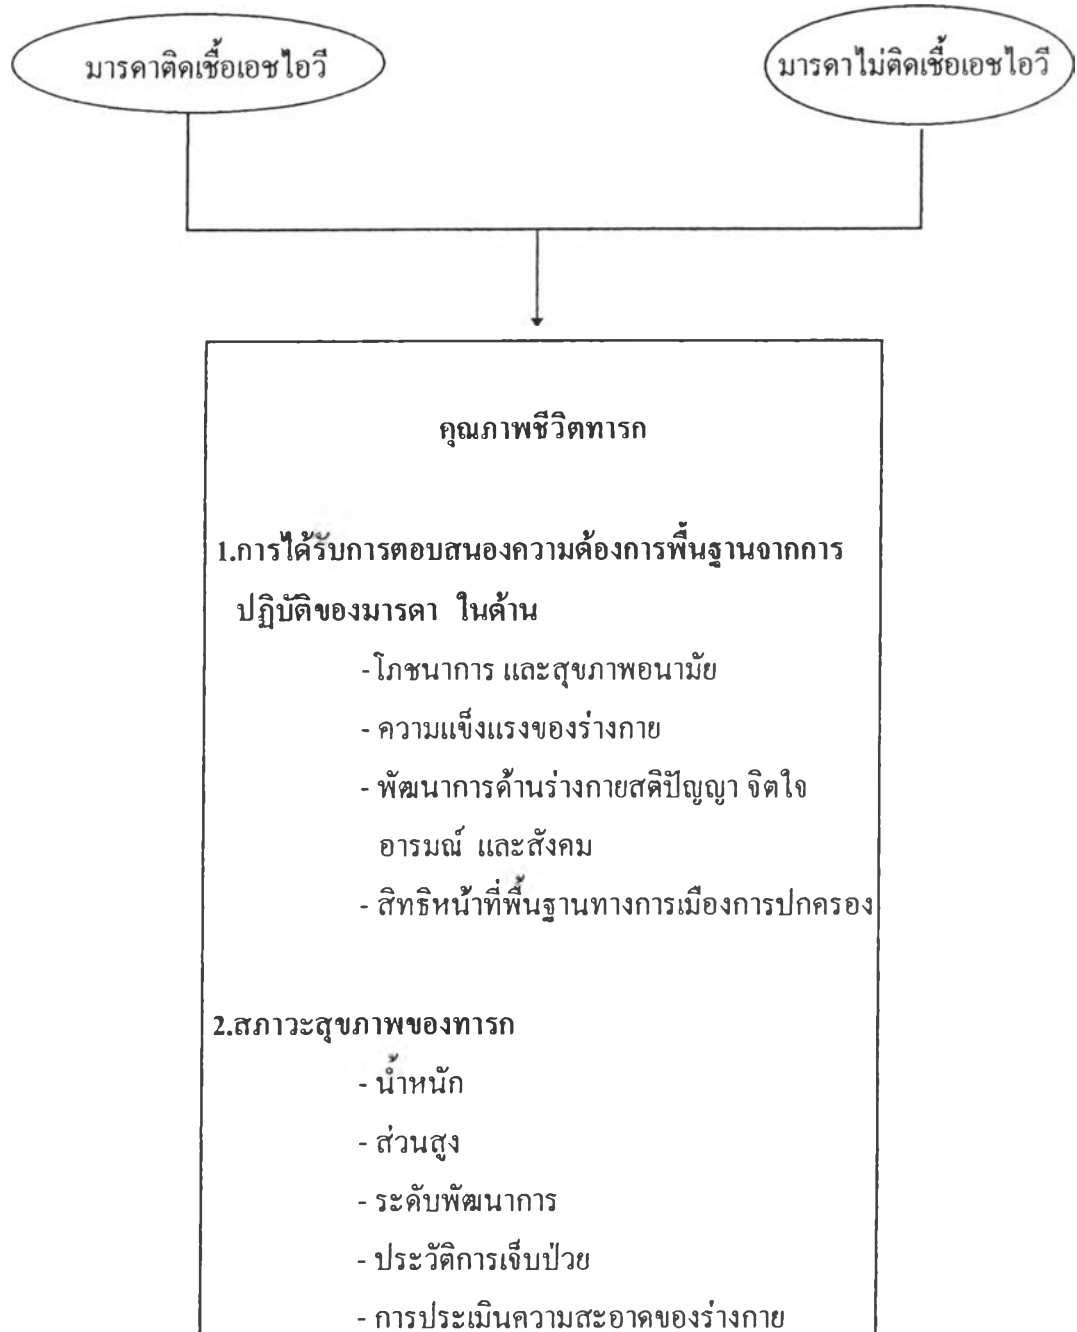 มารดาติดเชื้อเอชไอวี
มารดาไม่ติดเชื้อเอชไอวี
คุณภาพชีวิตทารก
1.การได้รับการตอบสนองความต้องการพื้นฐานจากการ
ปฏิบัติของมารดา ในด้าน
-โภชนาการ และสุขภาพอนามัย
- ความแข็งแรงของร่างกาย
- พัฒนาการด้านร่างกายสติปัญญา จิตใจ
อารมณ์ และสังคม
- สิทธิหน้าที่พื้นฐานทางการเมืองการปกครอง
2.สภาวะสุขภาพของทารก
- น้ำหนัก
- ส่วนสูง
- ระดับพัฒนาการ
- ประวัติการเจ็บป่วย
- การประเมินความสะอาดของร่างกาย